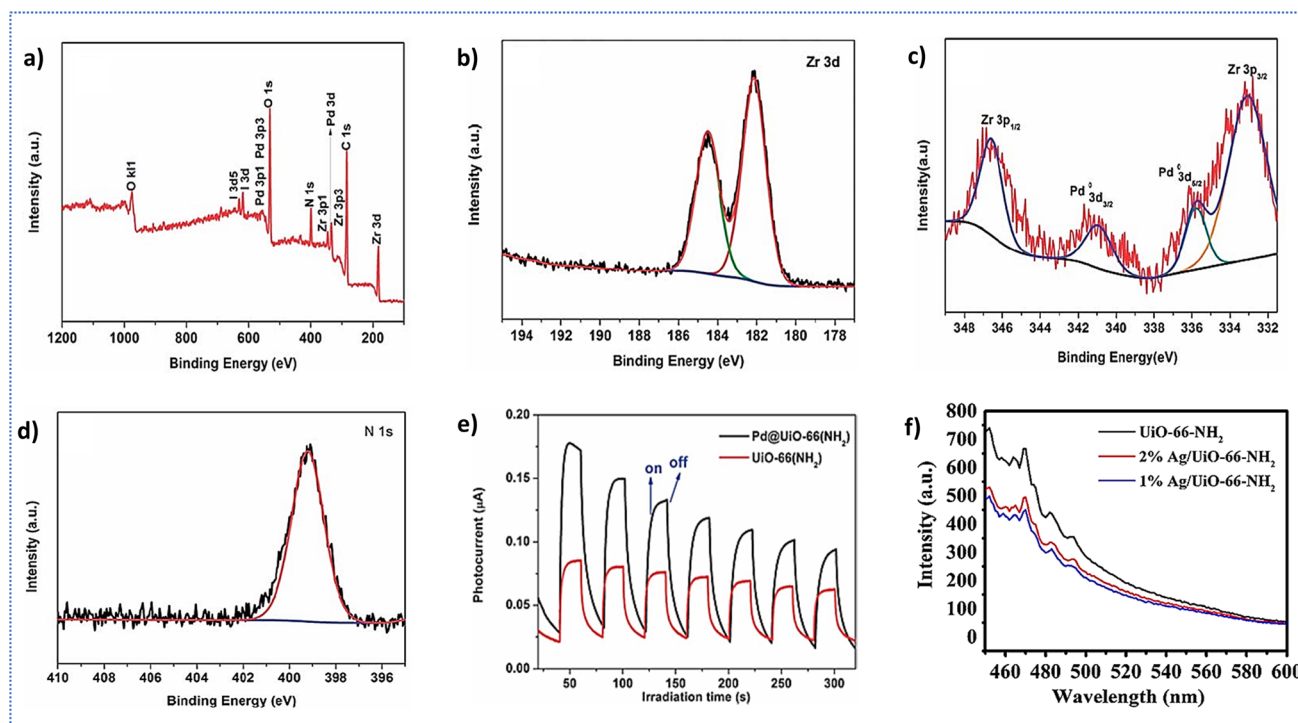 a)
Intensity (a.u.)
O kl1
I 3d5
I 3d
Pd 3p1
Pd 3p3
O 1s
N 1s
Zr 3p1
Pd 3d
Zr 3p3
C 1s
Zr 3d
1200 1000 800 600 400 200
Binding Energy (eV)
b)
Zr 3d
Intensity (a.u.)
194 192 190 188 186 184 182 180 178
Binding Energy (eV)
c)
Intensity(a.u)
Zr 3p1/2
Pd 0 3d3/2
Pd 0 3d5/2
Zr 3p3/2
348 346 344 342 340 338 336 334 332
Binding Energy(eV)
d)
N 1s
Intensity (a.u.)
410 408 406 404 402 400 398 396
Binding Energy (eV)
e)
Pd@UiO-66(NH2)
UiO-66(NH2)
on off
Photocurrent (µA)
0.20
0.15
0.10
0.05
0.00
50 100 150 200 250 300
Irradiation time (s)
f)
UiO-66-NH2
2% Ag/UiO-66-NH2
1% Ag/UiO-66-NH2
Intensity (a.u.)
800
700
600
500
400
300
200
100
0
460 480 500 520 540 560 580 600
Wavelength (nm)